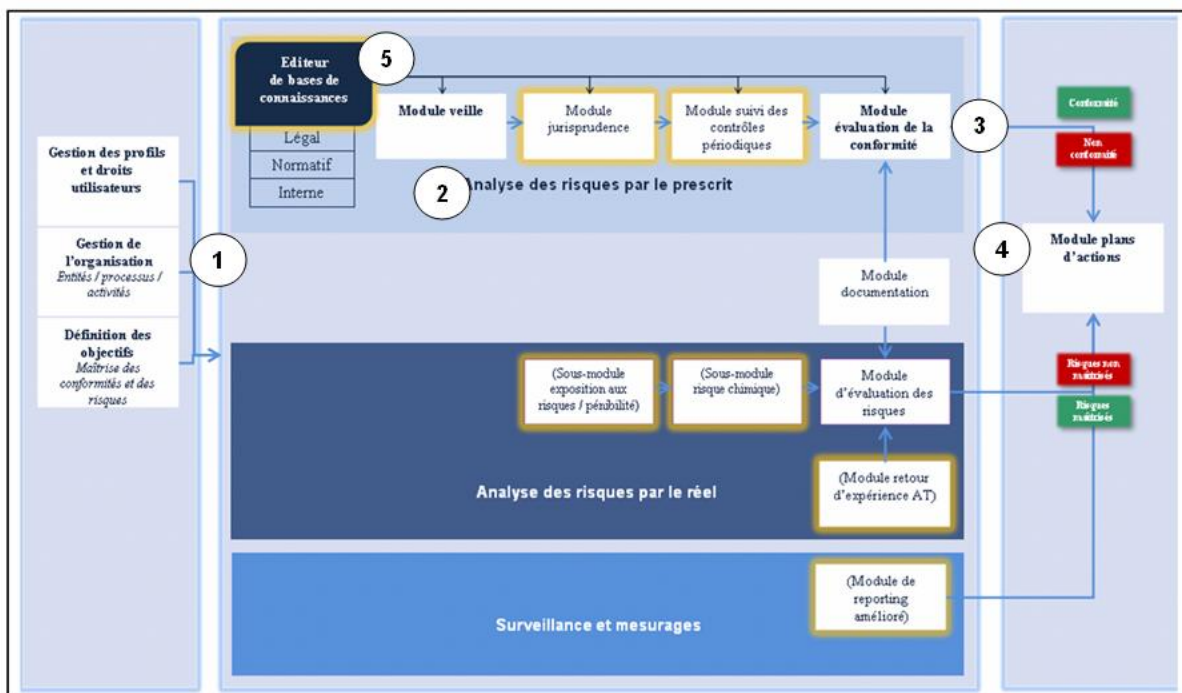 Gestion des profils
et droits
utilisateurs
Gestion de
l'organisation
Entités / processus /
activités
Définition des
objectifs
Maîtrise des
conformités et des
risques
1
Editeur
de bases de
connaissances
5
Légal
Normatif
Interne
Module veille
Module
jurisprudence
Module suivi des
contrôles
périodiques
Module
évaluation de la
conformité
3
2
Analyse des risques par le prescrit
Module
documentation
(Sous-module
exposition aux
risques / pénibilité)
(Sous-module
risque chimique)
Module
d'évaluation des
risques
(Module retour
d'expérience AT)
Analyse des risques par le réel
(Module de
reporting
amélioré)
Surveillance et mesurages
Conformité
Non
conformité
4
Module plans
d'actions
Risques non
maîtrisés
Risques
maîtrisés